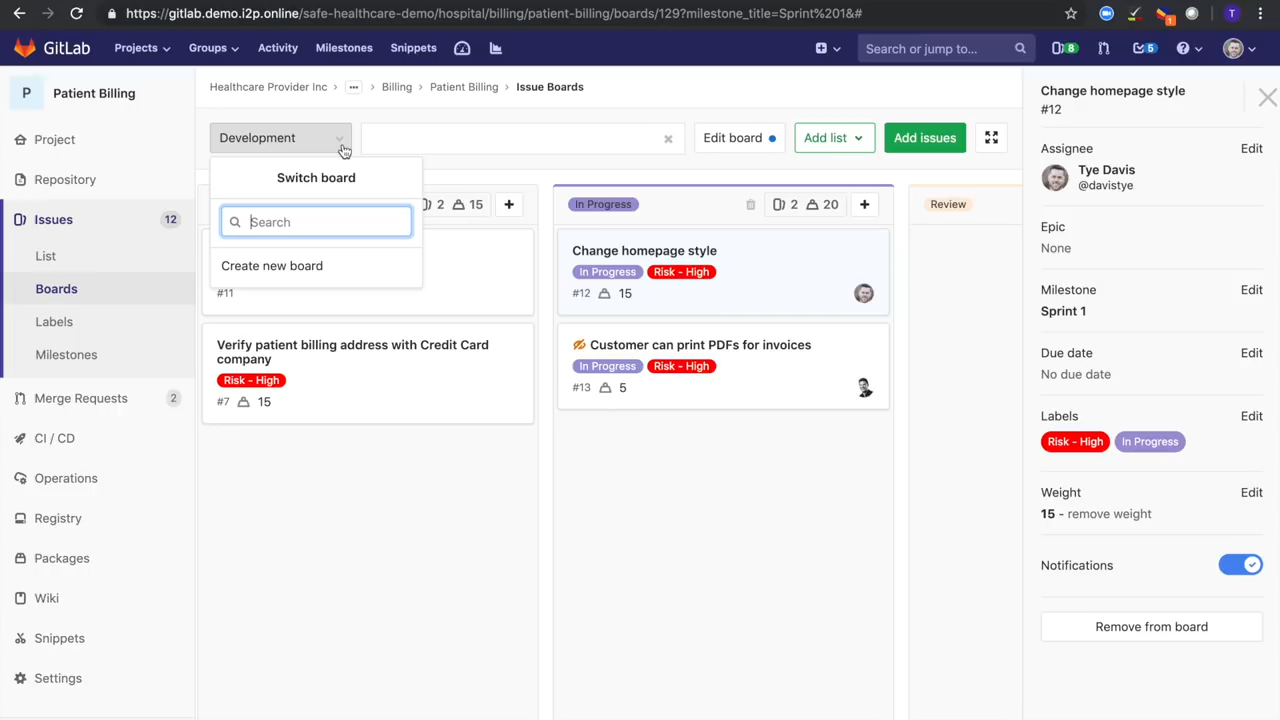 https://gitlab.demo.i2p.online/safe-healthcare-demo/hospital/billing/patient-billing/boards/129?milestone_title=Sprint%201&#
T
GitLab
Projects
Groups
Activity
Milestones
Snippets
Search or jump to...
8
5
P
Patient Billing
Project
Repository
Issues
12
List
Boards
Labels
Milestones
Merge Requests
2
CI / CD
Operations
Registry
Packages
Wiki
Snippets
Settings
Healthcare Provider Inc › ... › Billing › Patient Billing › Issue Boards
Development
Edit board
Add list
Add issues
Switch board
Search
Create new board
2 15
#11
Verify patient billing address with Credit Card
company
Risk - High
#7 15
In Progress
2 20
Change homepage style
In Progress Risk - High
#12 15
Customer can print PDFs for invoices
In Progress Risk - High
#13 5
Review
Change homepage style
#12
Assignee Edit
Tye Davis
@davistye
Epic
None
Milestone Edit
Sprint 1
Due date Edit
No due date
Labels Edit
Risk - High In Progress
Weight Edit
15 - remove weight
Notifications
Remove from board